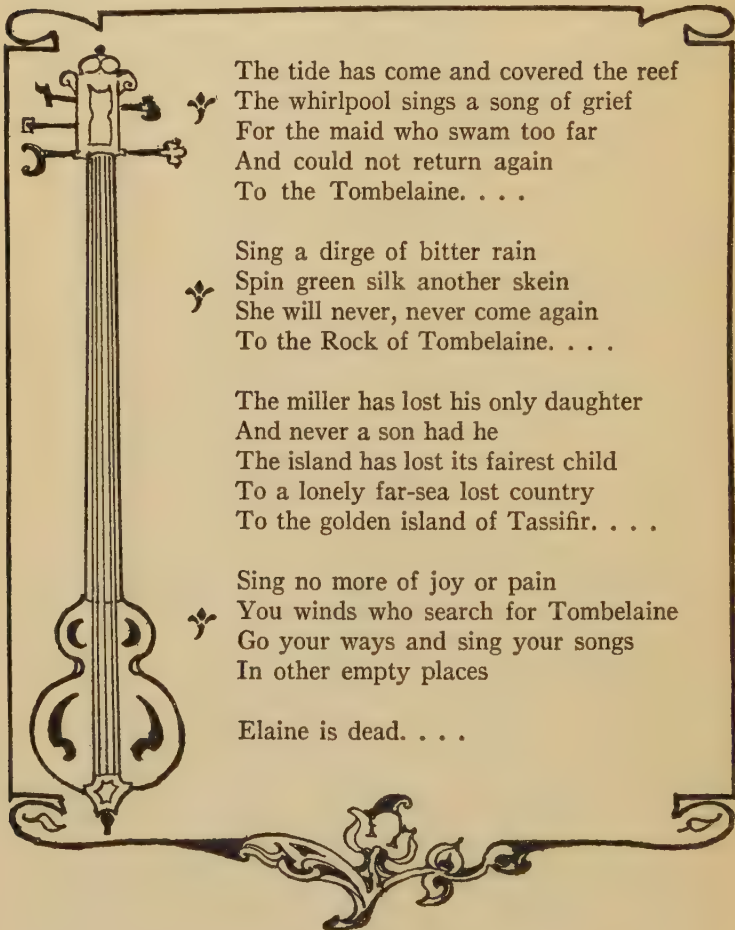 The tide has come and covered the reef
The whirlpool sings a song of grief
For the maid who swam too far
And could not return again
To the Tombelaine. . . .
Sing a dirge of bitter rain
Spin green silk another skein
She will never, never come again
To the Rock of Tombelaine. . . .
The miller has lost his only daughter
And never a son had he
The island has lost its fairest child
To a lonely far-sea lost country
To the golden island of Tassifir. . . .
Sing no more of joy or pain
You winds who search for Tombelaine
Go your ways and sing your songs
In other empty places
Elaine is dead. . . .